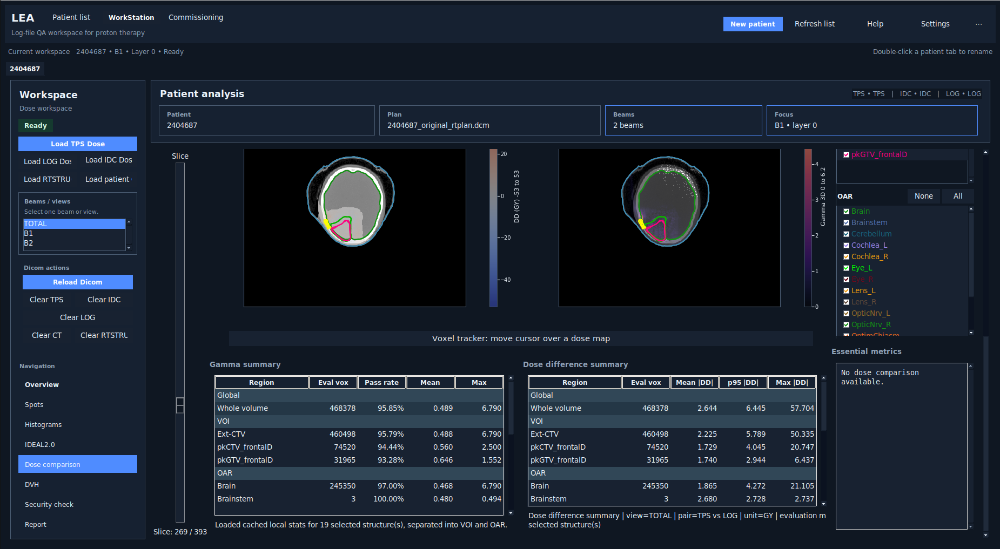 LEA Patient list WorkStation Commissioning New patient Refresh list Help Settings ...
Log-file QA workspace for proton therapy
Current workspace 2404687 • B1 • Layer 0 • Ready Double-click a patient tab to rename
2404687
Workspace
Dose workspace
Ready
Load TPS Dose
Load LOG Dos Load IDC Dos
Load RTSTRU Load patient
Beams / views
Select one beam or view.
TOTAL
B1
B2
Dicom actions
Reload Dicom
Clear TPS Clear IDC
Clear LOG
Clear CT Clear RTSTRU
Navigation
Overview
Spots
Histograms
IDEAL2.0
Dose comparison
DVH
Security check
Report
Patient analysis TPS • TPS | IDC • IDC | LOG • LOG
Patient
2404687
Plan
2404687_original_rtplan.dcm
Beams
2 beams
Focus
B1 • layer 0
Slice
Slice: 269 / 393
20
0
−20
−40
DD (GY) -53 to 53
4
3
2
1
0
Gamma 3D 0 to 6.2
pkGTV_frontalD
OAR None All
Brain
Brainstem
Cerebellum
Cochlea_L
Cochlea_R
Eye_L
Eye_R
Lens_L
Lens_R
OpticNrv_L
OpticNrv_R
OptimChiasm
Voxel tracker: move cursor over a dose map
Gamma summary
Region Eval vox Pass rate Mean Max
Global
Whole volume 468378 95.85% 0.489 6.790
VOI
Ext-CTV 460498 95.79% 0.488 6.790
pkCTV_frontalD 74520 94.44% 0.560 2.500
pkGTV_frontalD 31965 93.28% 0.646 1.552
OAR
Brain 245350 97.00% 0.468 6.790
Brainstem 3 100.00% 0.480 0.494
Loaded cached local stats for 19 selected structure(s), separated into VOI and OAR.
Dose difference summary
Region Eval vox Mean |DD| p95 |DD| Max |DD|
Global
Whole volume 468378 2.644 6.445 57.704
VOI
Ext-CTV 460498 2.225 5.789 50.335
pkCTV_frontalD 74520 1.729 4.045 20.747
pkGTV_frontalD 31965 1.740 2.944 6.437
OAR
Brain 245350 1.865 4.272 21.105
Brainstem 3 2.680 2.728 2.737
Dose difference summary | view=TOTAL | pair=TPS vs LOG | unit=GY | evaluation m
selected structure(s)
Essential metrics
No dose comparison
available.